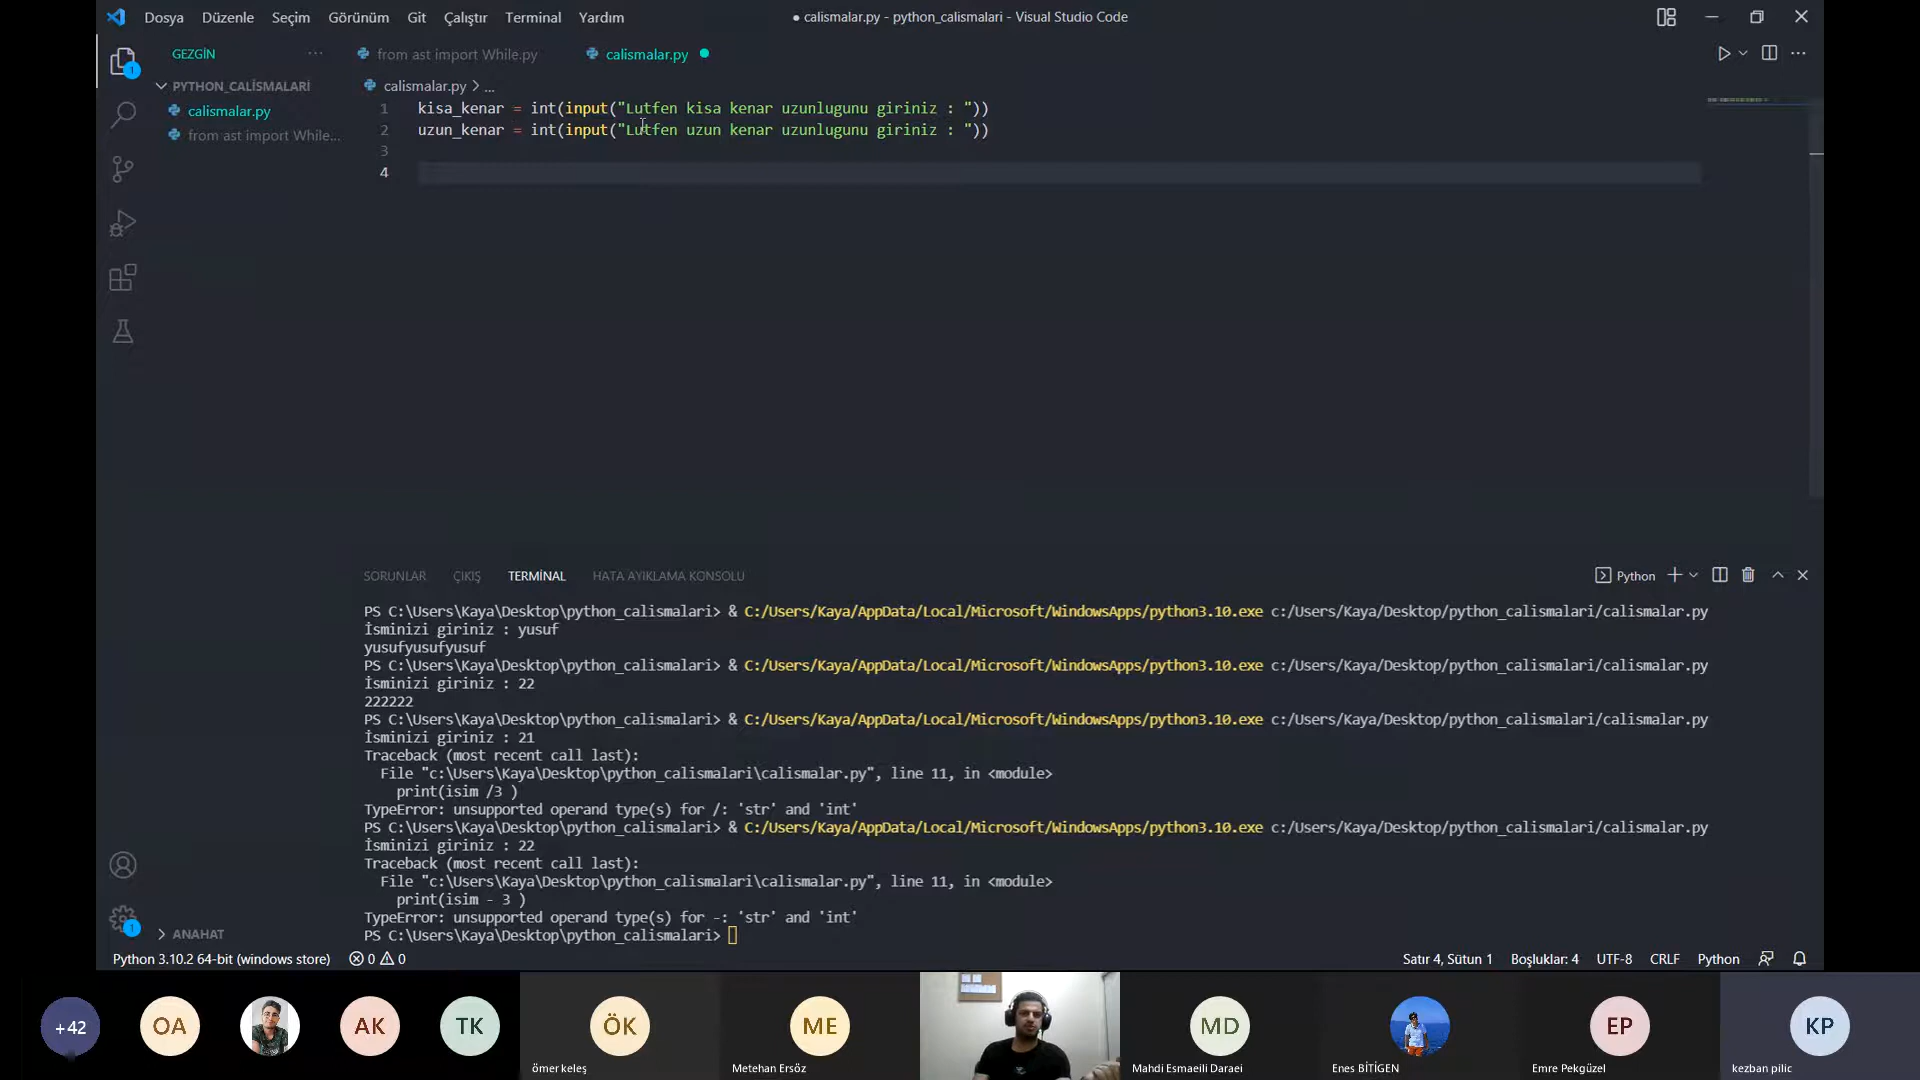 Dosya Düzenle Seçim Görünüm Git Çalıştır Terminal Yardım
● calismalar.py - python_calismalari - Visual Studio Code
GEZGİN
from ast import While.py
calismalar.py
PYTHON_CALİSMALARİ
calismalar.py
from ast import While...
calismalar.py > ...
1 kisa_kenar = int(input("Lutfen kisa kenar uzunlugunu giriniz : "))
2 uzun_kenar = int(input("Lutfen uzun kenar uzunlugunu giriniz : "))
3
4
SORUNLAR ÇIKIŞ TERMİNAL HATA AYIKLAMA KONSOLU
Python
PS C:\Users\Kaya\Desktop\python_calismalari> & C:/Users/Kaya/AppData/Local/Microsoft/WindowsApps/python3.10.exe c:/Users/Kaya/Desktop/python_calismalari/calismalar.py
İsminizi giriniz : yusuf
yusufyusufyusuf
PS C:\Users\Kaya\Desktop\python_calismalari> & C:/Users/Kaya/AppData/Local/Microsoft/WindowsApps/python3.10.exe c:/Users/Kaya/Desktop/python_calismalari/calismalar.py
İsminizi giriniz : 22
222222
PS C:\Users\Kaya\Desktop\python_calismalari> & C:/Users/Kaya/AppData/Local/Microsoft/WindowsApps/python3.10.exe c:/Users/Kaya/Desktop/python_calismalari/calismalar.py
İsminizi giriniz : 21
Traceback (most recent call last):
File "c:\Users\Kaya\Desktop\python_calismalari\calismalar.py", line 11, in <module>
print(isim /3 )
TypeError: unsupported operand type(s) for /: 'str' and 'int'
PS C:\Users\Kaya\Desktop\python_calismalari> & C:/Users/Kaya/AppData/Local/Microsoft/WindowsApps/python3.10.exe c:/Users/Kaya/Desktop/python_calismalari/calismalar.py
İsminizi giriniz : 22
Traceback (most recent call last):
File "c:\Users\Kaya\Desktop\python_calismalari\calismalar.py", line 11, in <module>
print(isim - 3 )
TypeError: unsupported operand type(s) for -: 'str' and 'int'
PS C:\Users\Kaya\Desktop\python_calismalari>
1
1
ANAHAT
Python 3.10.2 64-bit (windows store) 0 0
Satır 4, Sütun 1 Boşluklar: 4 UTF-8 CRLF Python
+42 OA AK TK ÖK ME MD EP KP
ömer keleş Metehan Ersöz Mahdi Esmaeili Daraei Enes BİTİGEN Emre Pekgüzel kezban pilic